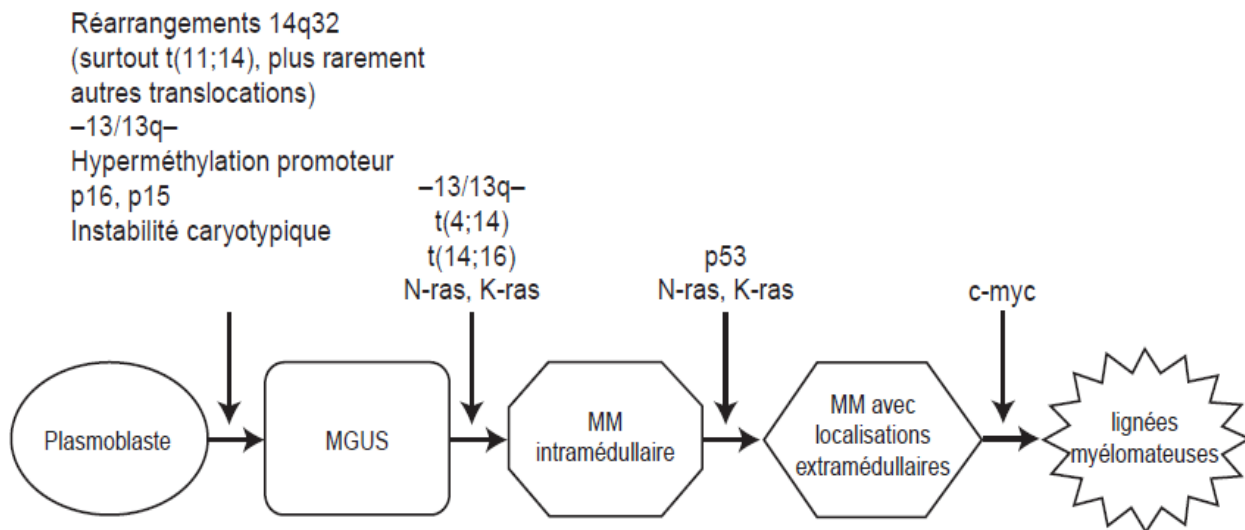 Réarrangements 14q32
(surtout t(11;14), plus rarement
autres translocations)
–13/13q–
Hyperméthylation promoteur
p16, p15
Instabilité caryotypique
–13/13q–
t(4;14)
t(14;16)
N-ras, K-ras
p53
N-ras, K-ras
c-myc
Plasmoblaste
MGUS
MM
intramédullaire
MM avec
localisations
extramédullaires
lignées
myélomateuses